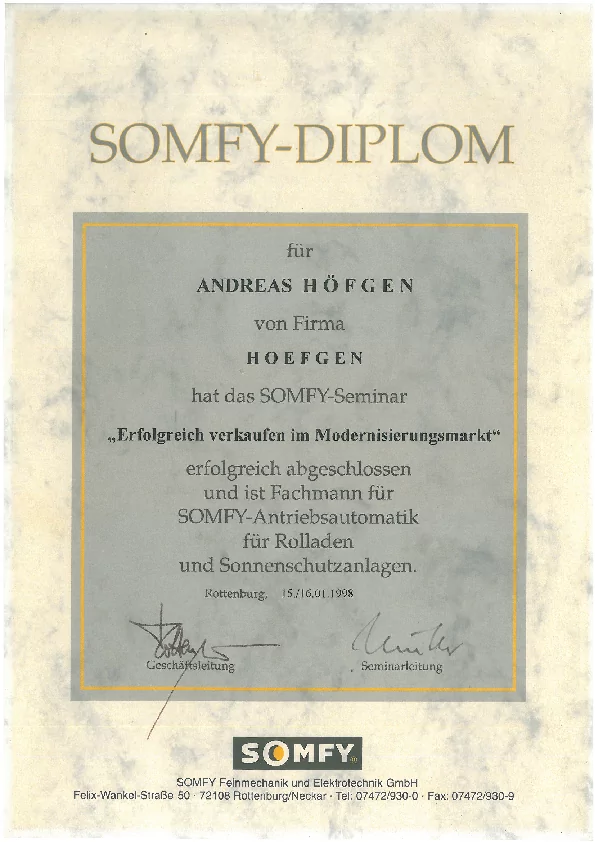 SOMFY-DIPLOM
für
ANDREAS HÖFGEN
von Firma
HOEFGEN
hat das SOMFY-Seminar
„Erfolgreich verkaufen im Modernisierungsmarkt“
erfolgreich abgeschlossen
und ist Fachmann für
SOMFY-Antriebsautomatik
für Rolladen
und Sonnenschutzanlagen.
Rottenburg, 15./16.01.1998
Geschäftsleitung Seminarleitung
SOMFY
SOMFY Feinmechanik und Elektrotechnik GmbH
Felix-Wankel-Straße 50 · 72108 Rottenburg/Neckar · Tel: 07472/930-0 · Fax: 07472/930-9